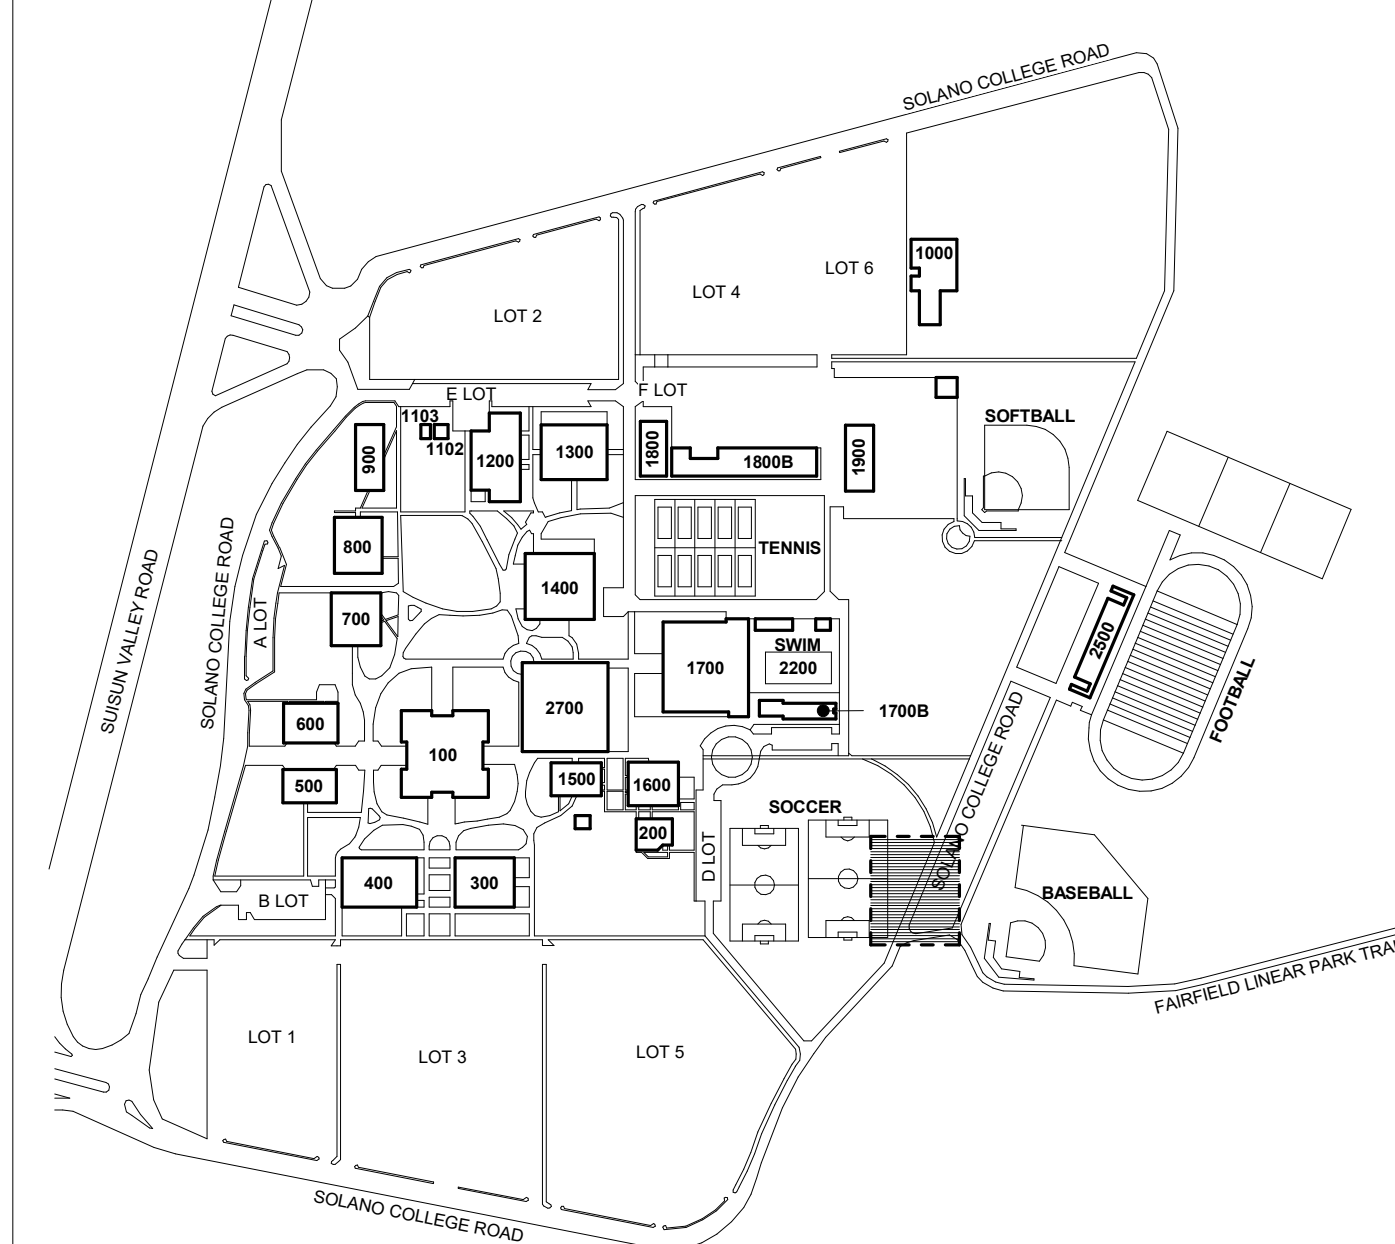 SOLANO COLLEGE ROAD
1000
LOT 6
LOT 4
LOT 2
E LOT
F LOT
1103
1102
SOFTBALL
900
1200
1300
1800
1800B
1900
800
TENNIS
1400
SUISUN VALLEY ROAD
SOLANO COLLEGE ROAD
A LOT
700
2500
SWIM
2200
1700
FOOTBALL
600
2700
1700B
100
SOLANO COLLEGE ROAD
500
1500
1600
SOCCER
200
D LOT
400
300
BASEBALL
B LOT
FAIRFIELD LINEAR PARK
LOT 1
LOT 3
LOT 5
SOLANO COLLEGE ROAD